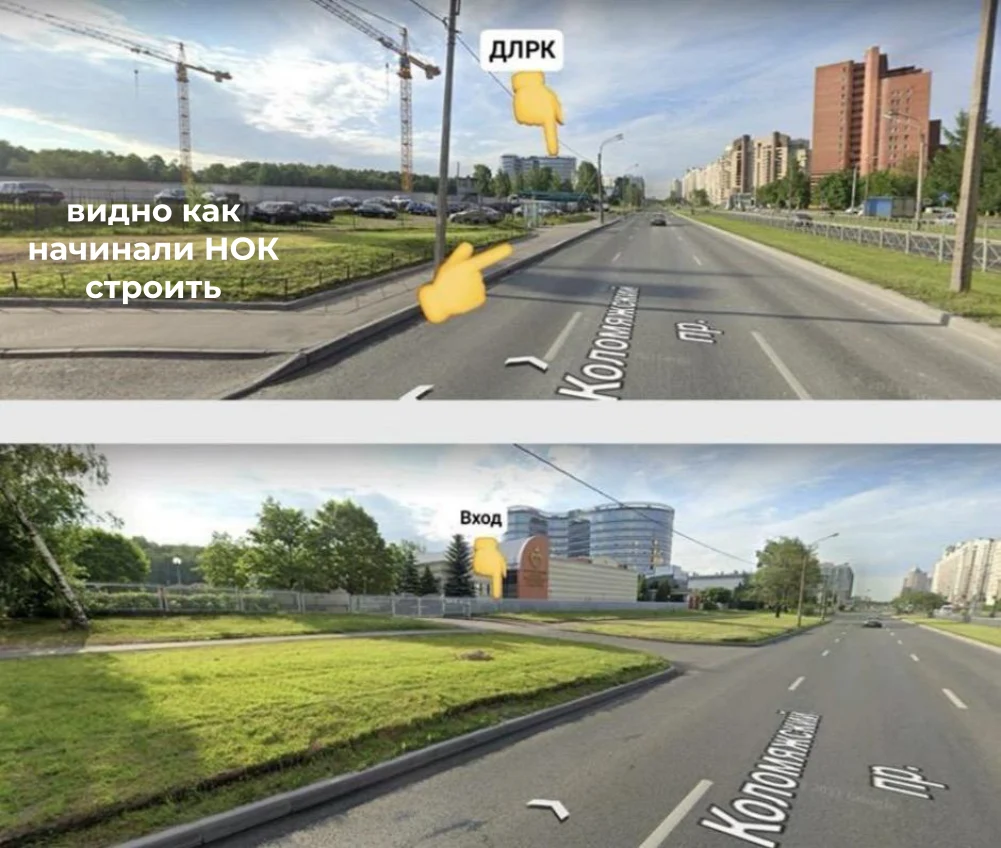 ДЛРК
видно как
начинали НОК
строить
Коломяжский
пр.
Вход
Коломяжский
пр.